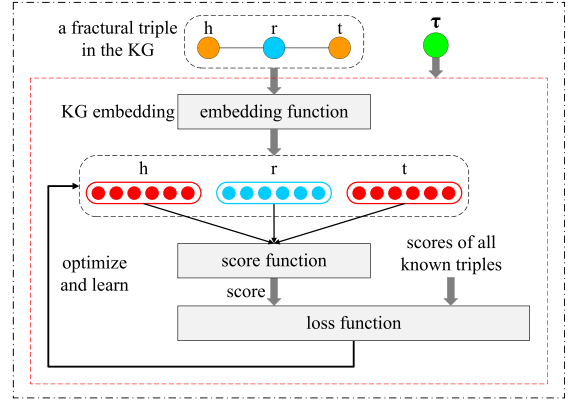 a fractural triple
in the KG
h r t
τ
KG embedding
embedding function
h r t
optimize
and learn
score function
scores of all
known triples
score
loss function